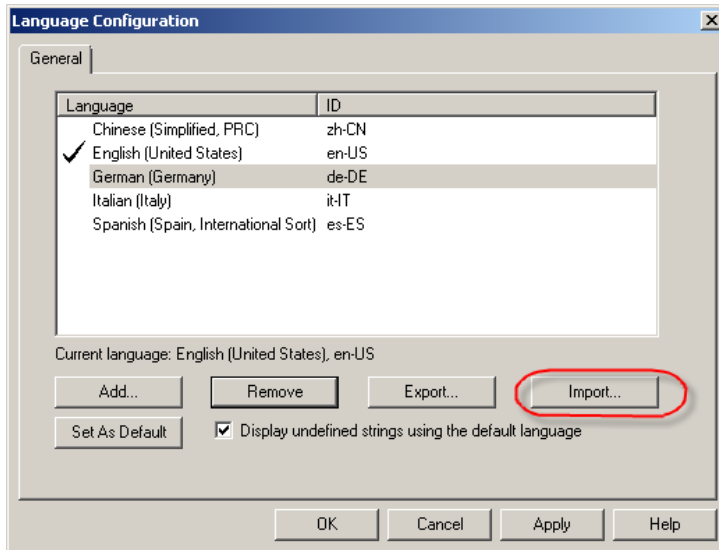 Language Configuration
General
Language ID
Chinese (Simplified, PRC) zh-CN
English (United States) en-US
German (Germany) de-DE
Italian (Italy) it-IT
Spanish (Spain, International Sort) es-ES
Current language: English (United States), en-US
Add... Remove Export... Import...
Set As Default Display undefined strings using the default language
OK Cancel Apply Help